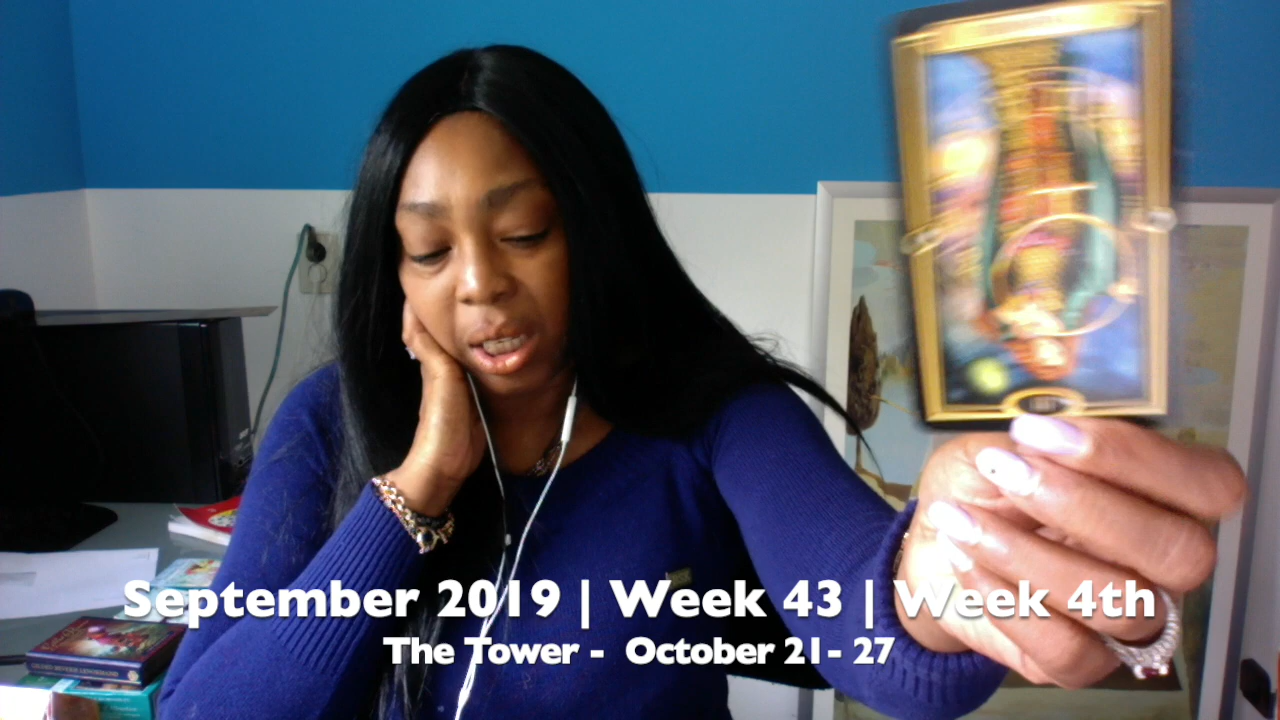 September 2019 | Week 43 | Week 4th
The Tower - October 21- 27